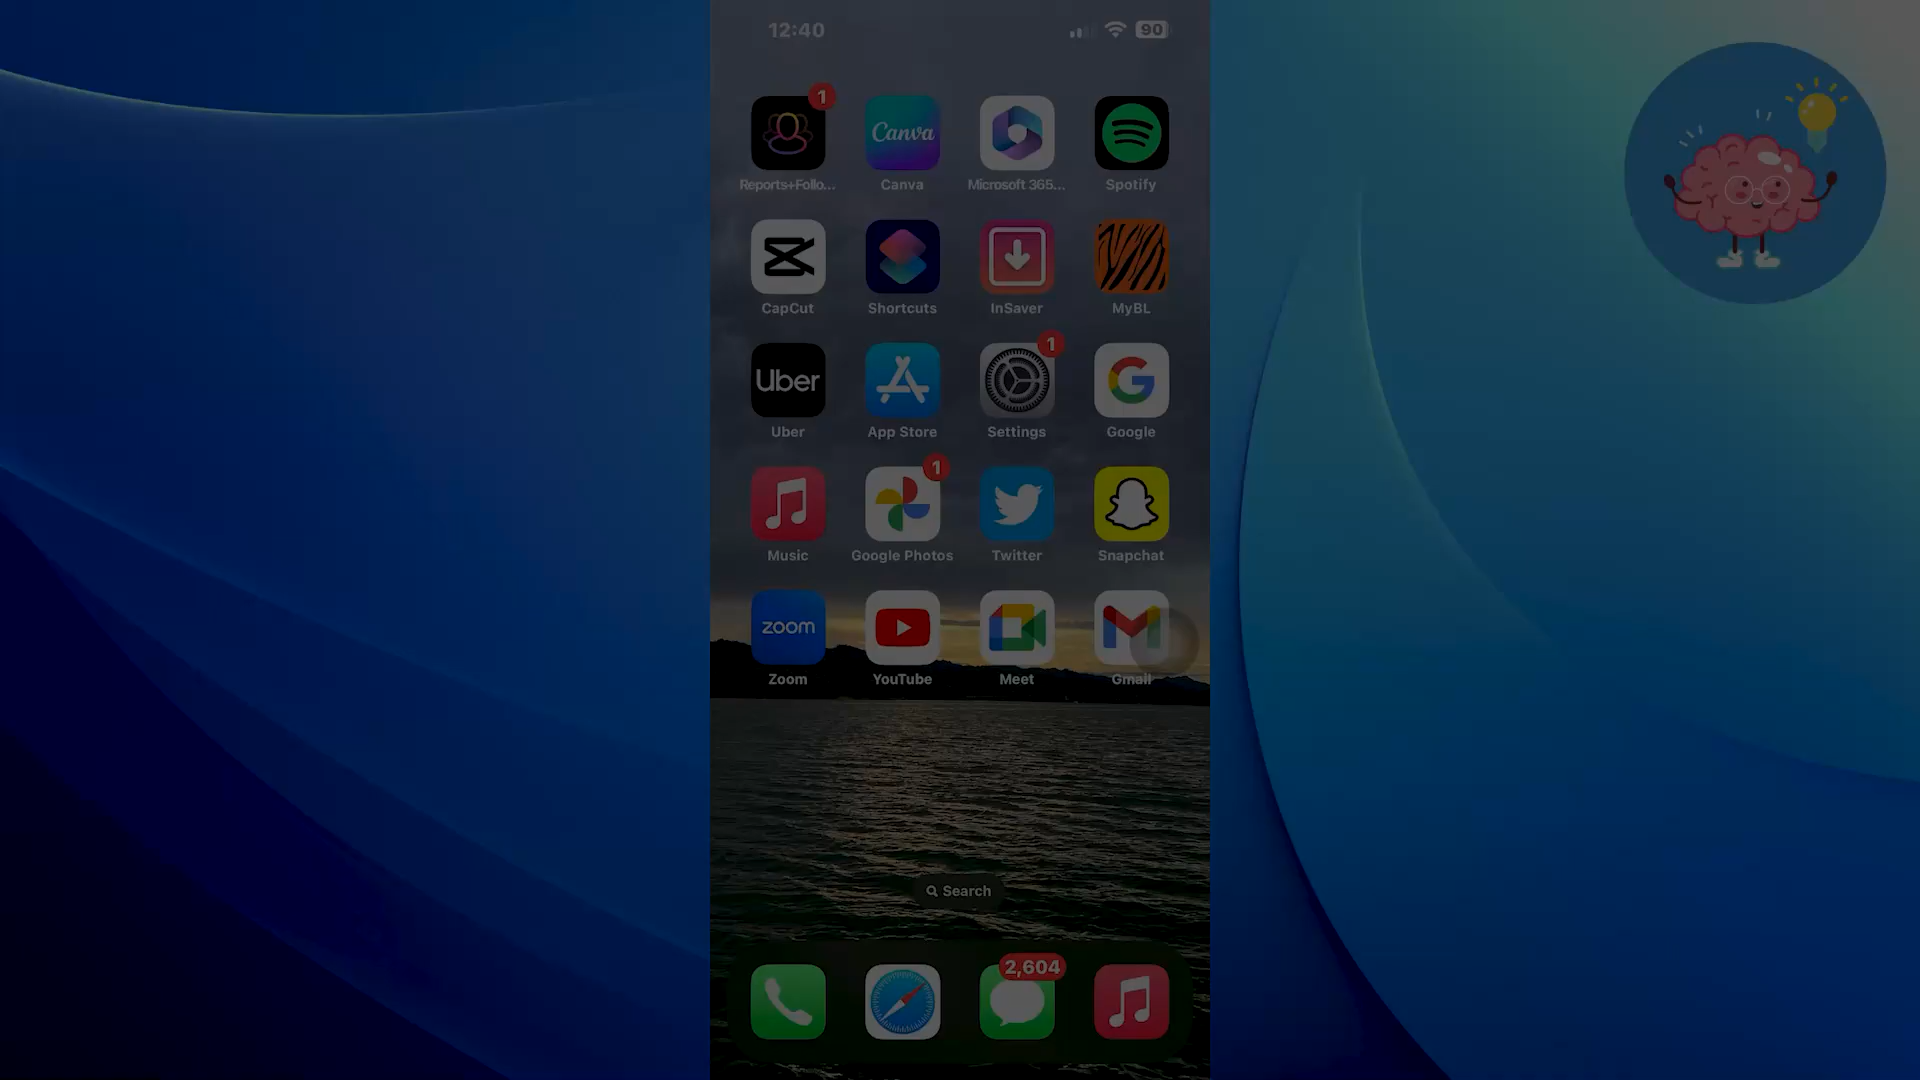 12:40
90
1
Canva
Reports+Follo...
Canva
Microsoft 365...
Spotify
CapCut
Shortcuts
InSaver
MyBL
1
Uber
Uber
App Store
Settings
Google
1
Music
Google Photos
Twitter
Snapchat
zoom
Zoom
YouTube
Meet
Gmail
Search
2,604